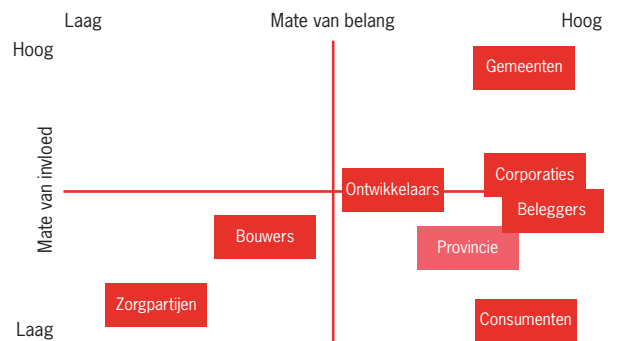 Laag Mate van belang Hoog
Hoog
Gemeenten
Mate van invloed
Corporaties
Ontwikkelaars
Beleggers
Bouwers
Provincie
Zorgpartijen
Consumenten
Laag